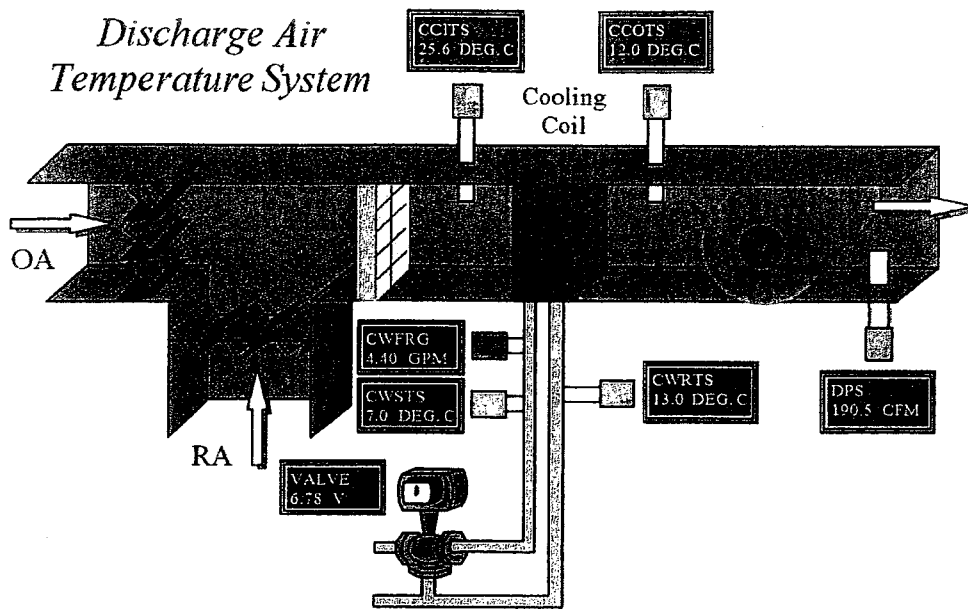 Discharge Air
Temperature System
CCITS
25.6 DEG.C
CCOTS
12.0 DEG.C
Cooling
Coil
OA
CWFRG
4.40 GPM
CWSTS
7.0 DEG.C
CWRTS
13.0 DEG.C
DPS
190.5 CFM
RA
VALVE
6.78 V